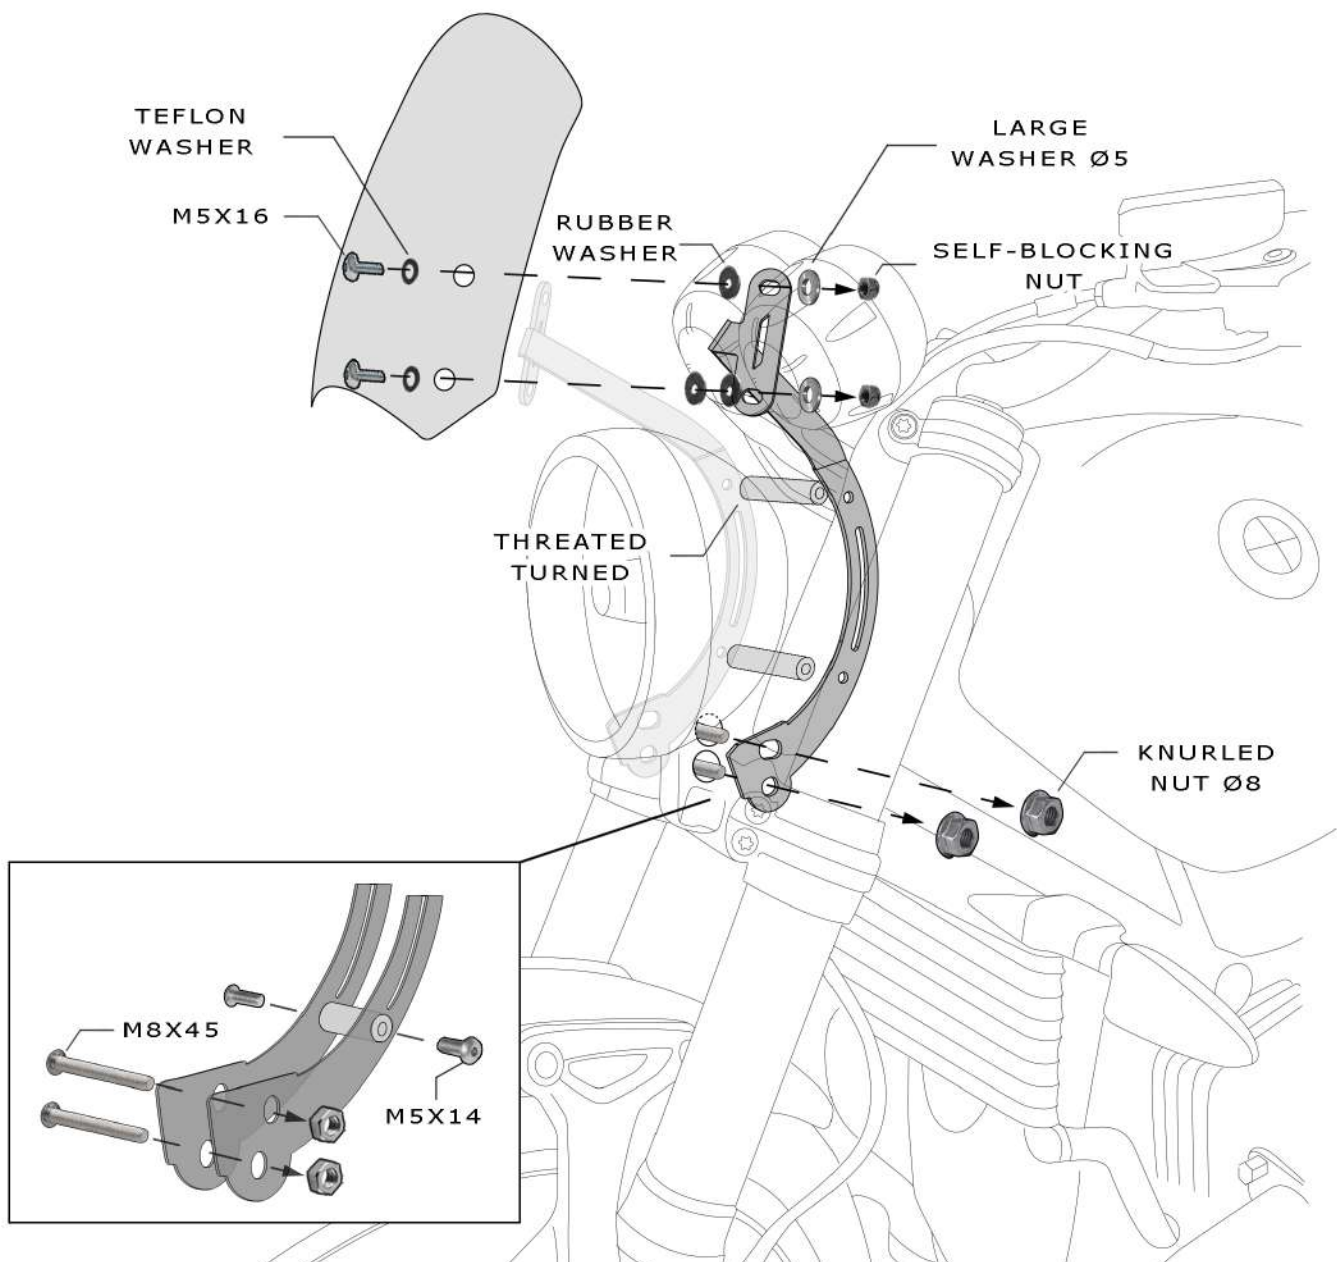 TEFLON
WASHER
M5X16
RUBBER
WASHER
LARGE
WASHER Ø5
SELF-BLOCKING
NUT
THREATED
TURNED
KNURLED
NUT Ø8
M8X45
M5X14